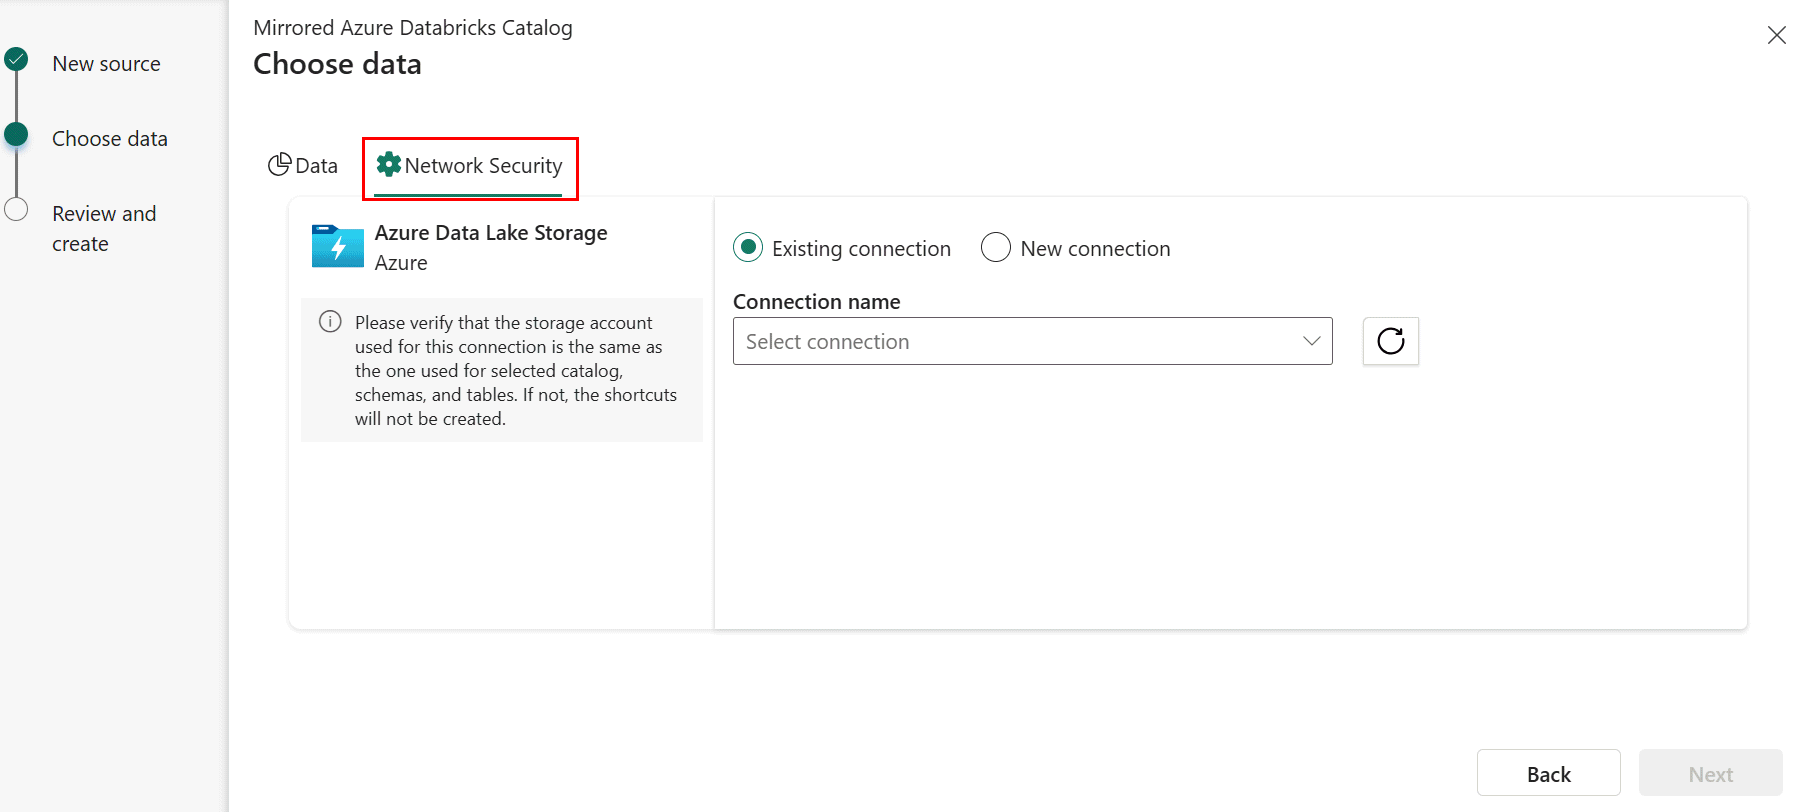 New source
Choose data
Review and
create
Mirrored Azure Databricks Catalog
Choose data
Data
Network Security
Azure Data Lake Storage
Azure
Please verify that the storage account
used for this connection is the same as
the one used for selected catalog,
schemas, and tables. If not, the shortcuts
will not be created.
Existing connection
New connection
Connection name
Select connection
Back
Next